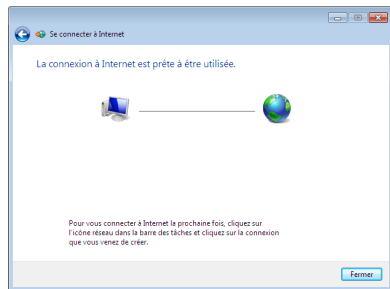 Se connecter à Internet
La connexion à Internet est prête à être utilisée.
Pour vous connecter à Internet la prochaine fois, cliquez sur
l'icône réseau dans la barre des tâches et cliquez sur la connexion
que vous venez de créer.
Fermer